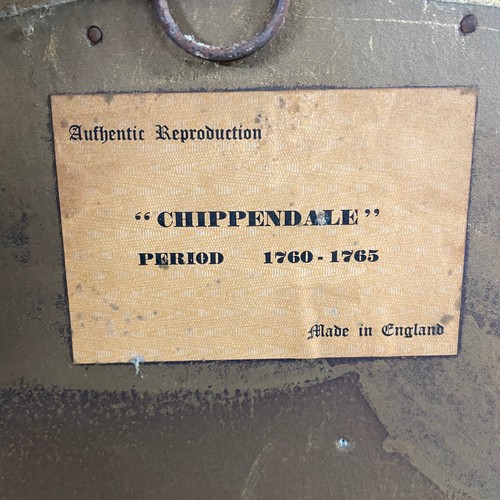 Authentic Reproduction
“CHIPPENDALE”
PERIOD 1760 - 1765
Made in England